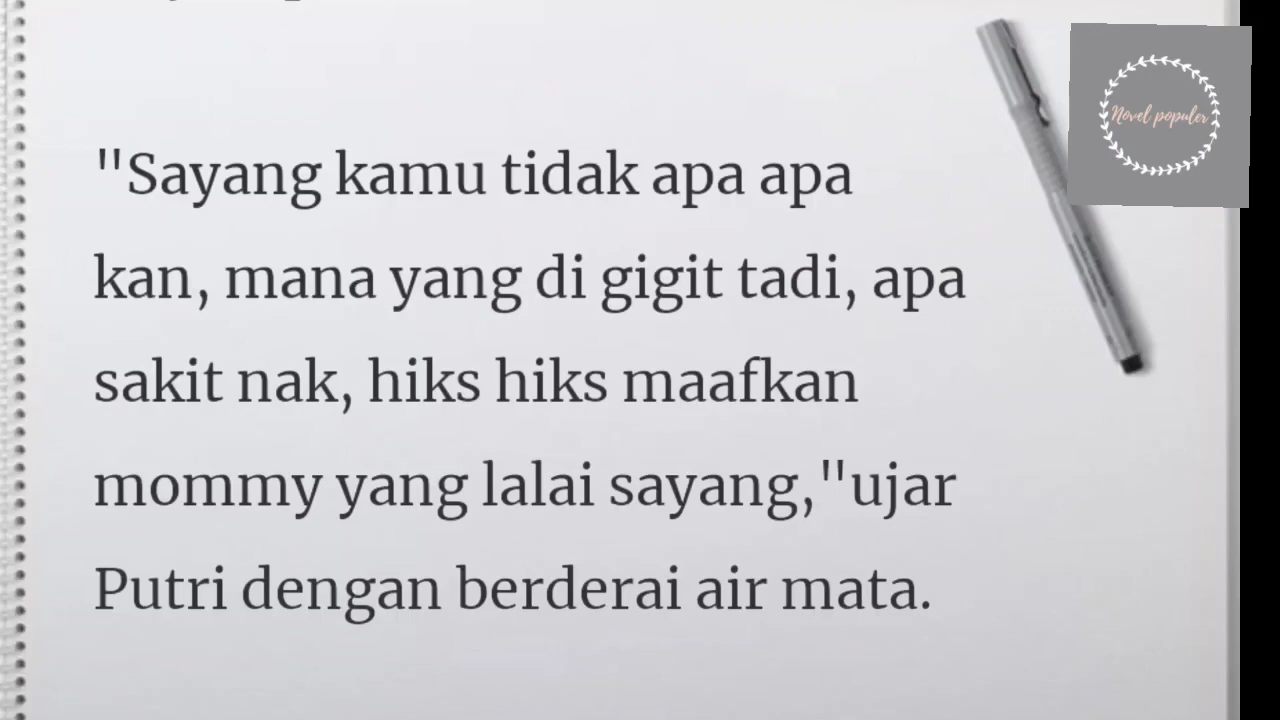 "Sayang kamu tidak apa apa
kan, mana yang di gigit tadi, apa
sakit nak, hiks hiks maafkan
mommy yang lalai sayang,"ujar
Putri dengan berderai air mata.
Novel populer